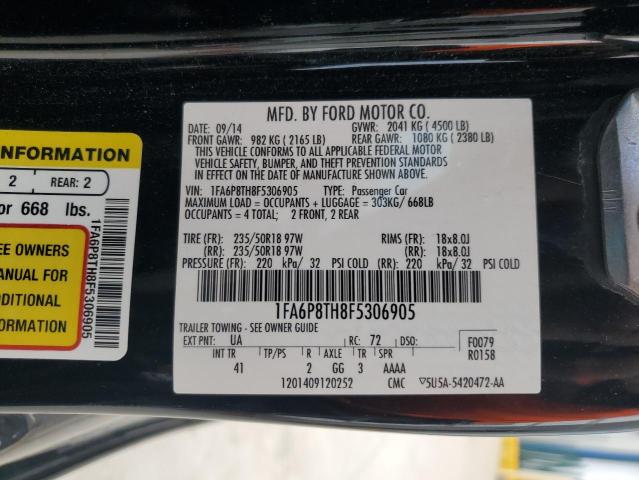 NFORMATION
2
REAR: 2
or 668 lbs.
EE OWNERS
ANUAL FOR
DDITIONAL
FORMATION
1FA6P8TH8F5306905
MFD. BY FORD MOTOR CO.
DATE: 09/14 GVWR: 2041 KG ( 4500 LB)
FRONT GAWR: 982 KG ( 2165 LB) REAR GAWR: 1080 KG ( 2380 LB)
THIS VEHICLE CONFORMS TO ALL APPLICABLE FEDERAL MOTOR
VEHICLE SAFETY, BUMPER, AND THEFT PREVENTION STANDARDS
IN EFFECT ON THE DATE OF MANUFACTURE SHOWN ABOVE.
VIN: 1FA6P8TH8F5306905 TYPE: Passenger Car
MAXIMUM LOAD = OCCUPANTS + LUGGAGE = 303KG/ 668LB
OCCUPANTS = 4 TOTAL; 2 FRONT, 2 REAR
TIRE (FR): 235/50R18 97W RIMS (FR): 18x8.0J
(RR): 235/50R18 97W (RR): 18x8.0J
PRESSURE (FR): 220 kPa/ 32 PSI COLD (RR): 220 kPa/ 32 PSI COLD
1FA6P8TH8F5306905
TRAILER TOWING - SEE OWNER GUIDE
EXT PNT: UA RC: 72 DSO: F0079
R0158
INT TR TP/PS R AXLE TR SPR
41 2 GG 3 AAAA
1201409120252 CMC 5U5A-5420472-AA